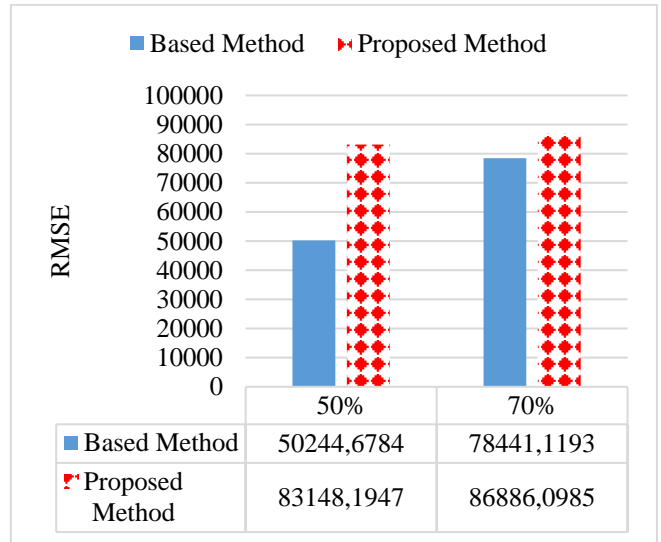 Based Method Proposed Method
100000
90000
80000
70000
60000
50000
40000
30000
20000
10000
0
RMSE
50% 70%
Based Method 50244,6784 78441,1193
Proposed
Method 83148,1947 86886,0985